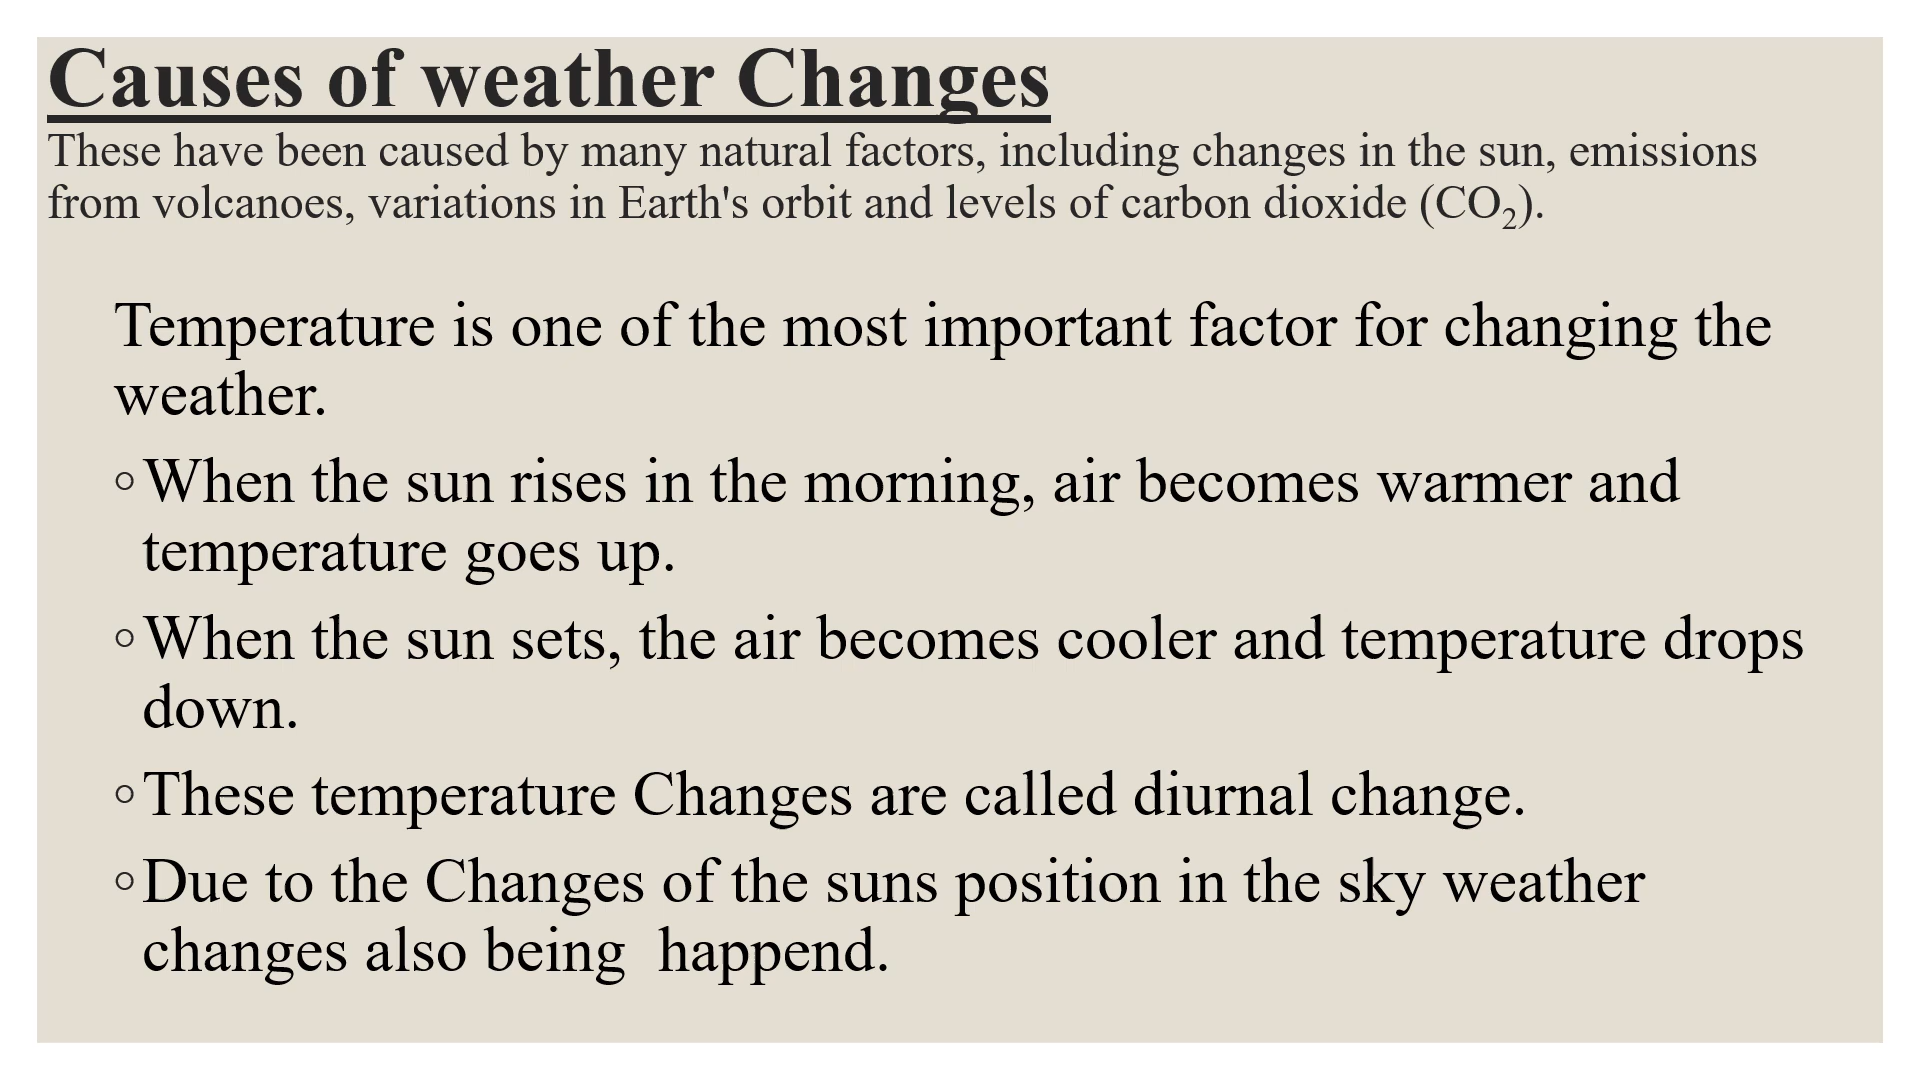 Causes of weather Changes
These have been caused by many natural factors, including changes in the sun, emissions
from volcanoes, variations in Earth's orbit and levels of carbon dioxide (CO₂).
Temperature is one of the most important factor for changing the
weather.
◦When the sun rises in the morning, air becomes warmer and
temperature goes up.
◦When the sun sets, the air becomes cooler and temperature drops
down.
◦These temperature Changes are called diurnal change.
◦Due to the Changes of the suns position in the sky weather
changes also being  happend.